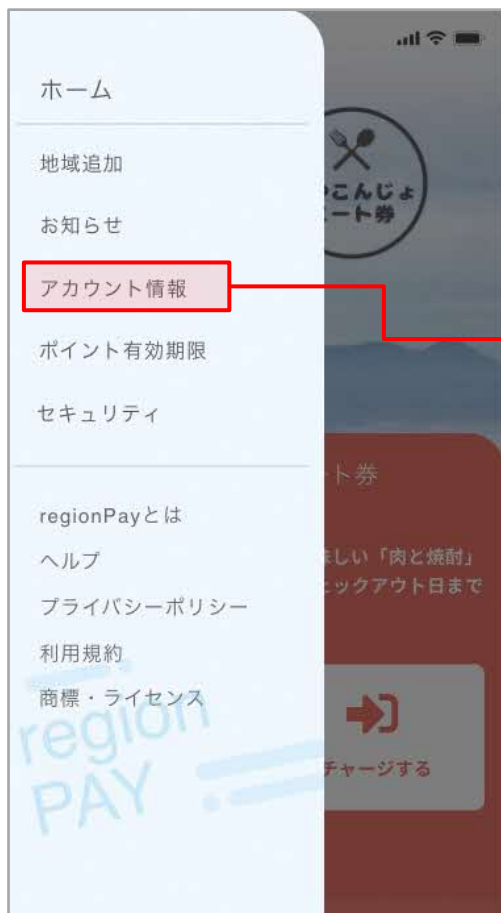 ホーム
地域追加
お知らせ
アカウント情報
ポイント有効期限
セキュリティ
regionPayとは
ヘルプ
プライバシーポリシー
利用規約
商標・ライセンス
region
PAY
こんじょ
ート券
ート券
しい「肉と焼酎」
ェックアウト日まで
チャージする